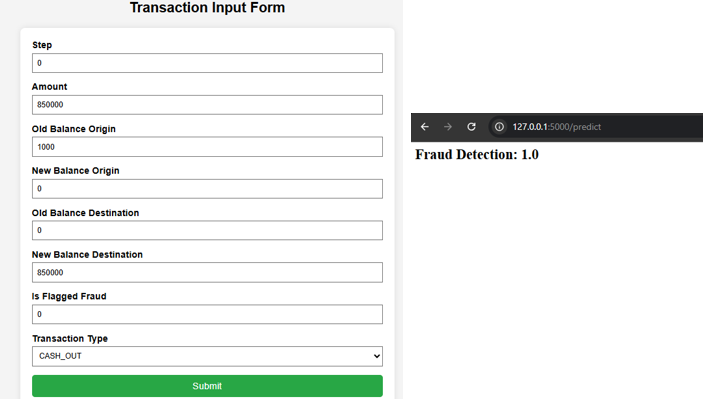 Transaction Input Form
Step
0
Amount
850000
Old Balance Origin
1000
New Balance Origin
0
Old Balance Destination
0
New Balance Destination
850000
Is Flagged Fraud
0
Transaction Type
CASH_OUT
Submit
127.0.0.1:5000/predict
Fraud Detection: 1.0